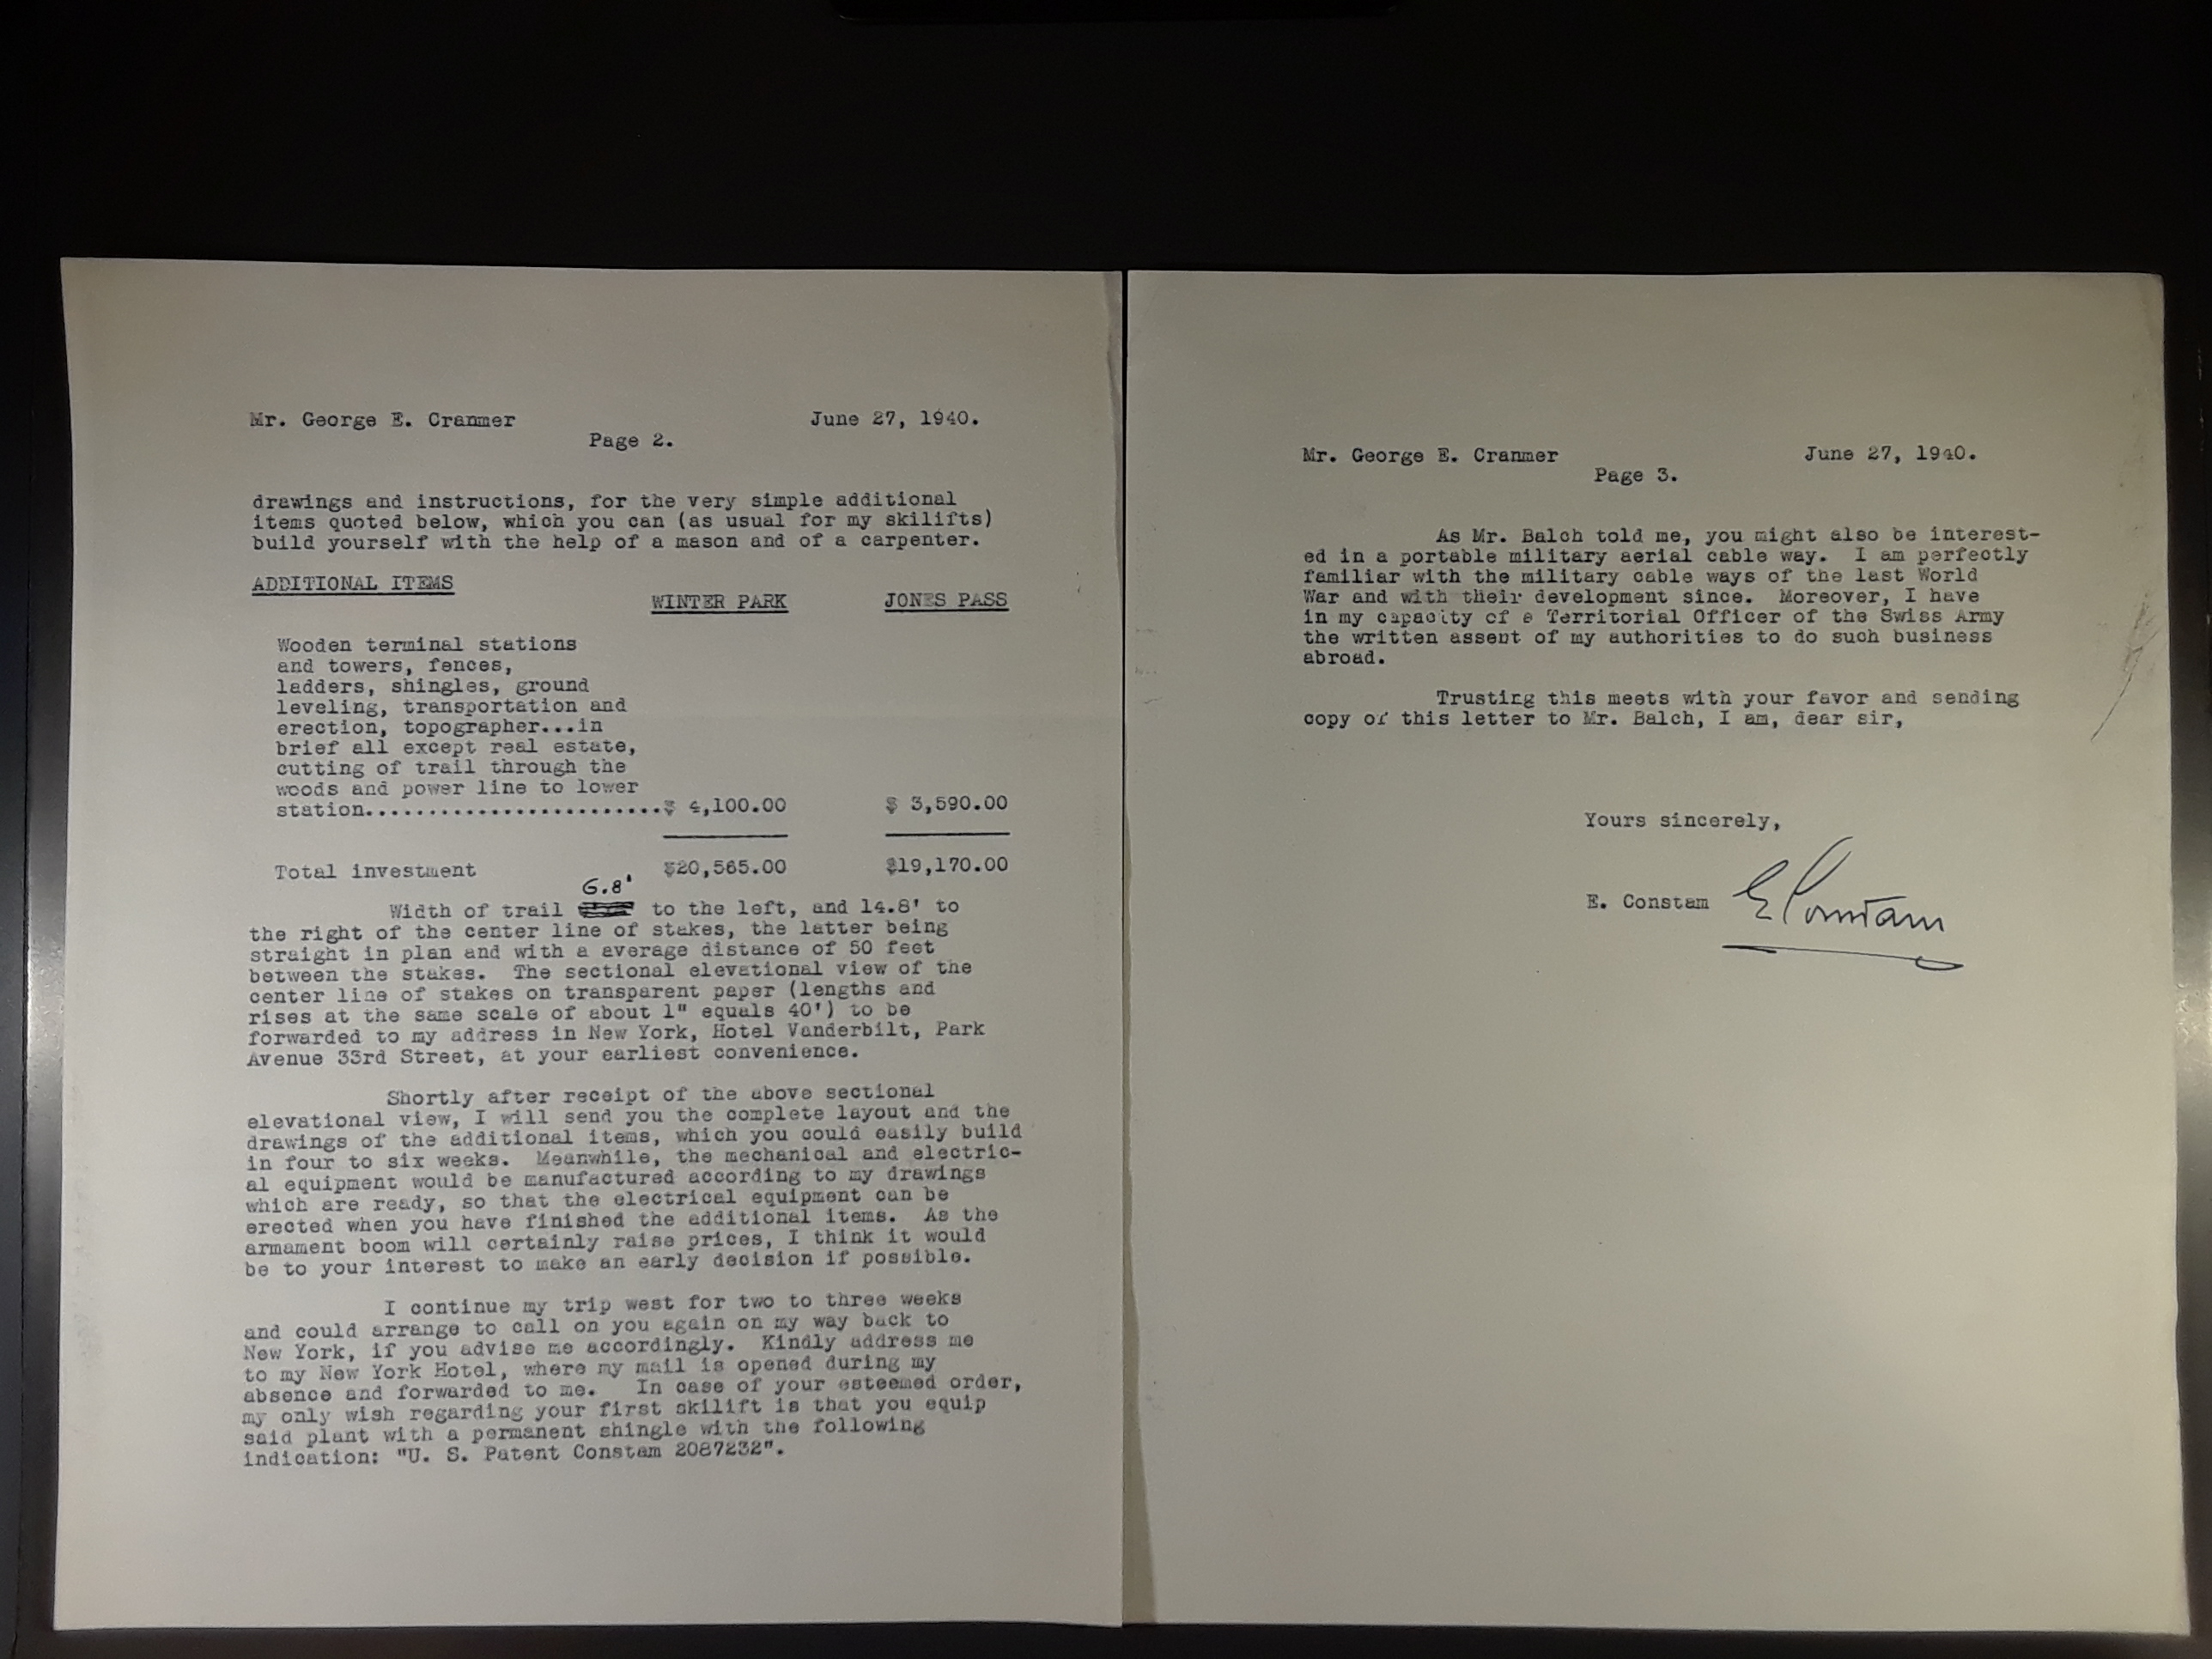 Mr. George E. Cranmer June 27, 1940.
Page 2.
drawings and instructions, for the very simple additional
items quoted below, which you can (as usual for my skilifts)
build yourself with the help of a mason and of a carpenter.
ADDITIONAL ITEMS
WINTER PARK JONES PASS
Wooden terminal stations
and towers, fences,
ladders, shingles, ground
leveling, transportation and
erection, topographer...in
brief all except real estate,
cutting of trail through the
woods and power line to lower
station........................$ 4,100.00 $ 3,590.00
Total investment $20,565.00 $19,170.00
6.8'
Width of trail to the left, and 14.8' to
the right of the center line of stakes, the latter being
straight in plan and with a average distance of 50 feet
between the stakes. The sectional elevational view of the
center line of stakes on transparent paper (lengths and
rises at the same scale of about 1" equals 40') to be
forwarded to my address in New York, Hotel Vanderbilt, Park
Avenue 33rd Street, at your earliest convenience.
Shortly after receipt of the above sectional
elevational view, I will send you the complete layout and the
drawings of the additional items, which you could easily build
in four to six weeks. Meanwhile, the mechanical and electric-
al equipment would be manufactured according to my drawings
which are ready, so that the electrical equipment can be
erected when you have finished the additional items. As the
armament boom will certainly raise prices, I think it would
be to your interest to make an early decision if possible.
I continue my trip west for two to three weeks
and could arrange to call on you again on my way back to
New York, if you advise me accordingly. Kindly address me
to my New York Hotel, where my mail is opened during my
absence and forwarded to me. In case of your esteemed order,
my only wish regarding your first skilift is that you equip
said plant with a permanent shingle with the following
indication: "U. S. Patent Constam 2087232".
Mr. George E. Cranmer June 27, 1940.
Page 3.
As Mr. Balch told me, you might also be interest-
ed in a portable military aerial cable way. I am perfectly
familiar with the military cable ways of the last World
War and with their development since. Moreover, I have
in my capacity of a Territorial Officer of the Swiss Army
the written assent of my authorities to do such business
abroad.
Trusting this meets with your favor and sending
copy of this letter to Mr. Balch, I am, dear sir,
Yours sincerely,
E. Constam E Constam